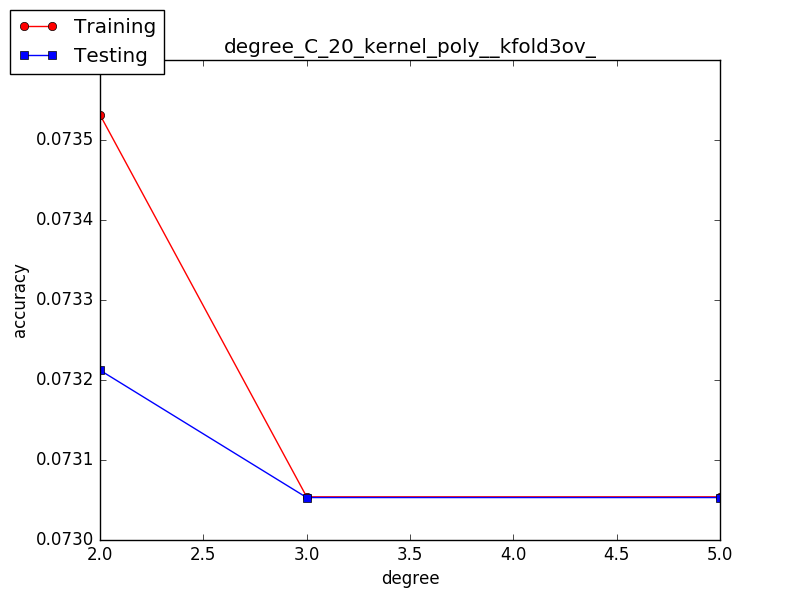 Training
Testing
degree_C_20_kernel_poly__kfold3ov_
0.0735
0.0734
0.0733
0.0732
0.0731
0.0730
accuracy
2.0 2.5 3.0 3.5 4.0 4.5 5.0
degree